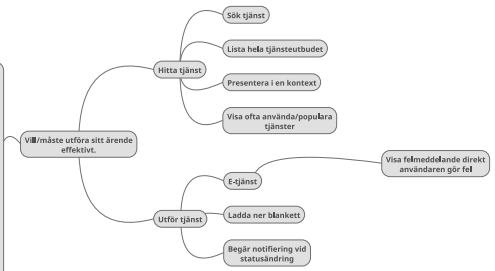 Sök tjänst
Lista hela tjänsteutbudet
Hitta tjänst
Presentera i en kontext
Visa ofta använda/populara
tjänster
Vill/måste utföra sitt ärende
effektivt.
Visa felmeddelande direkt
användaren gör fel
E-tjänst
Utför tjänst
Ladda ner blankett
Begär notifiering vid
statusändring